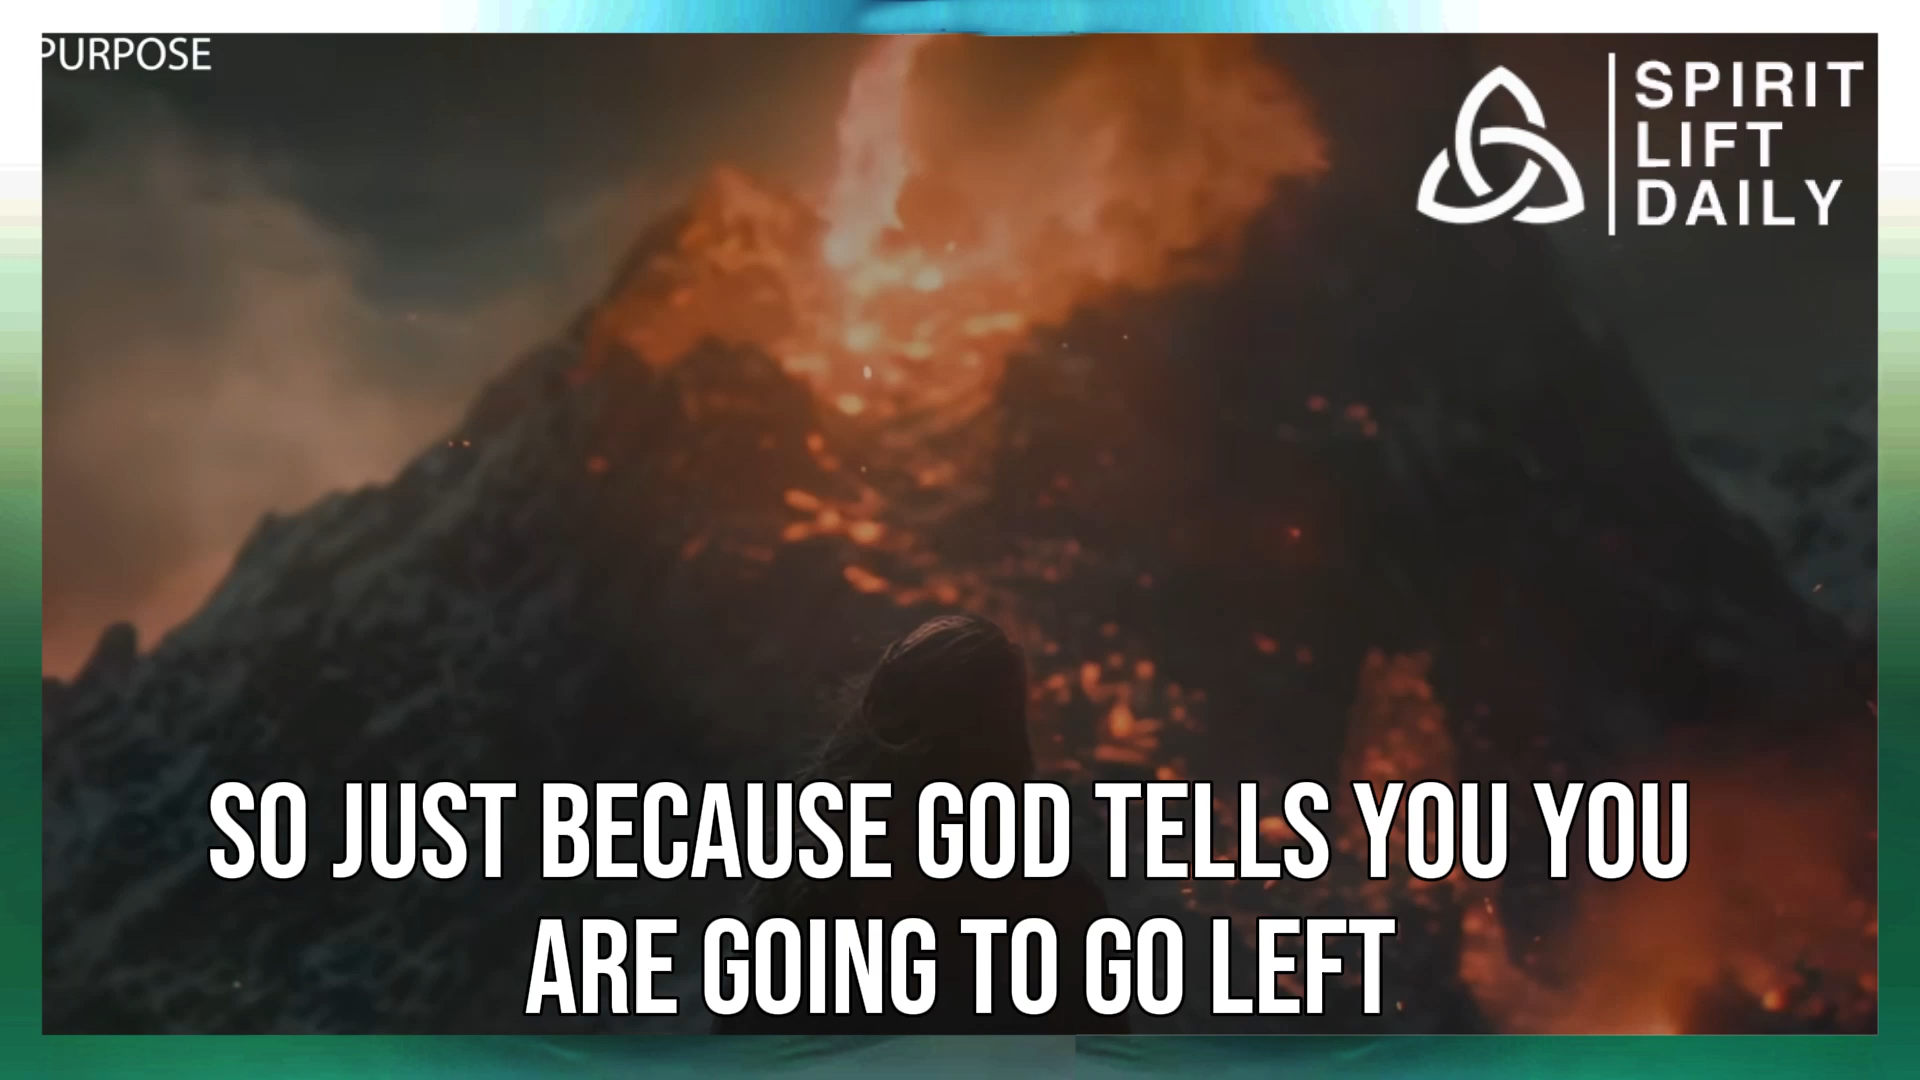 PURPOSE
SPIRIT
LIFT
DAILY
SO JUST BECAUSE GOD TELLS YOU YOU
ARE GOING TO GO LEFT